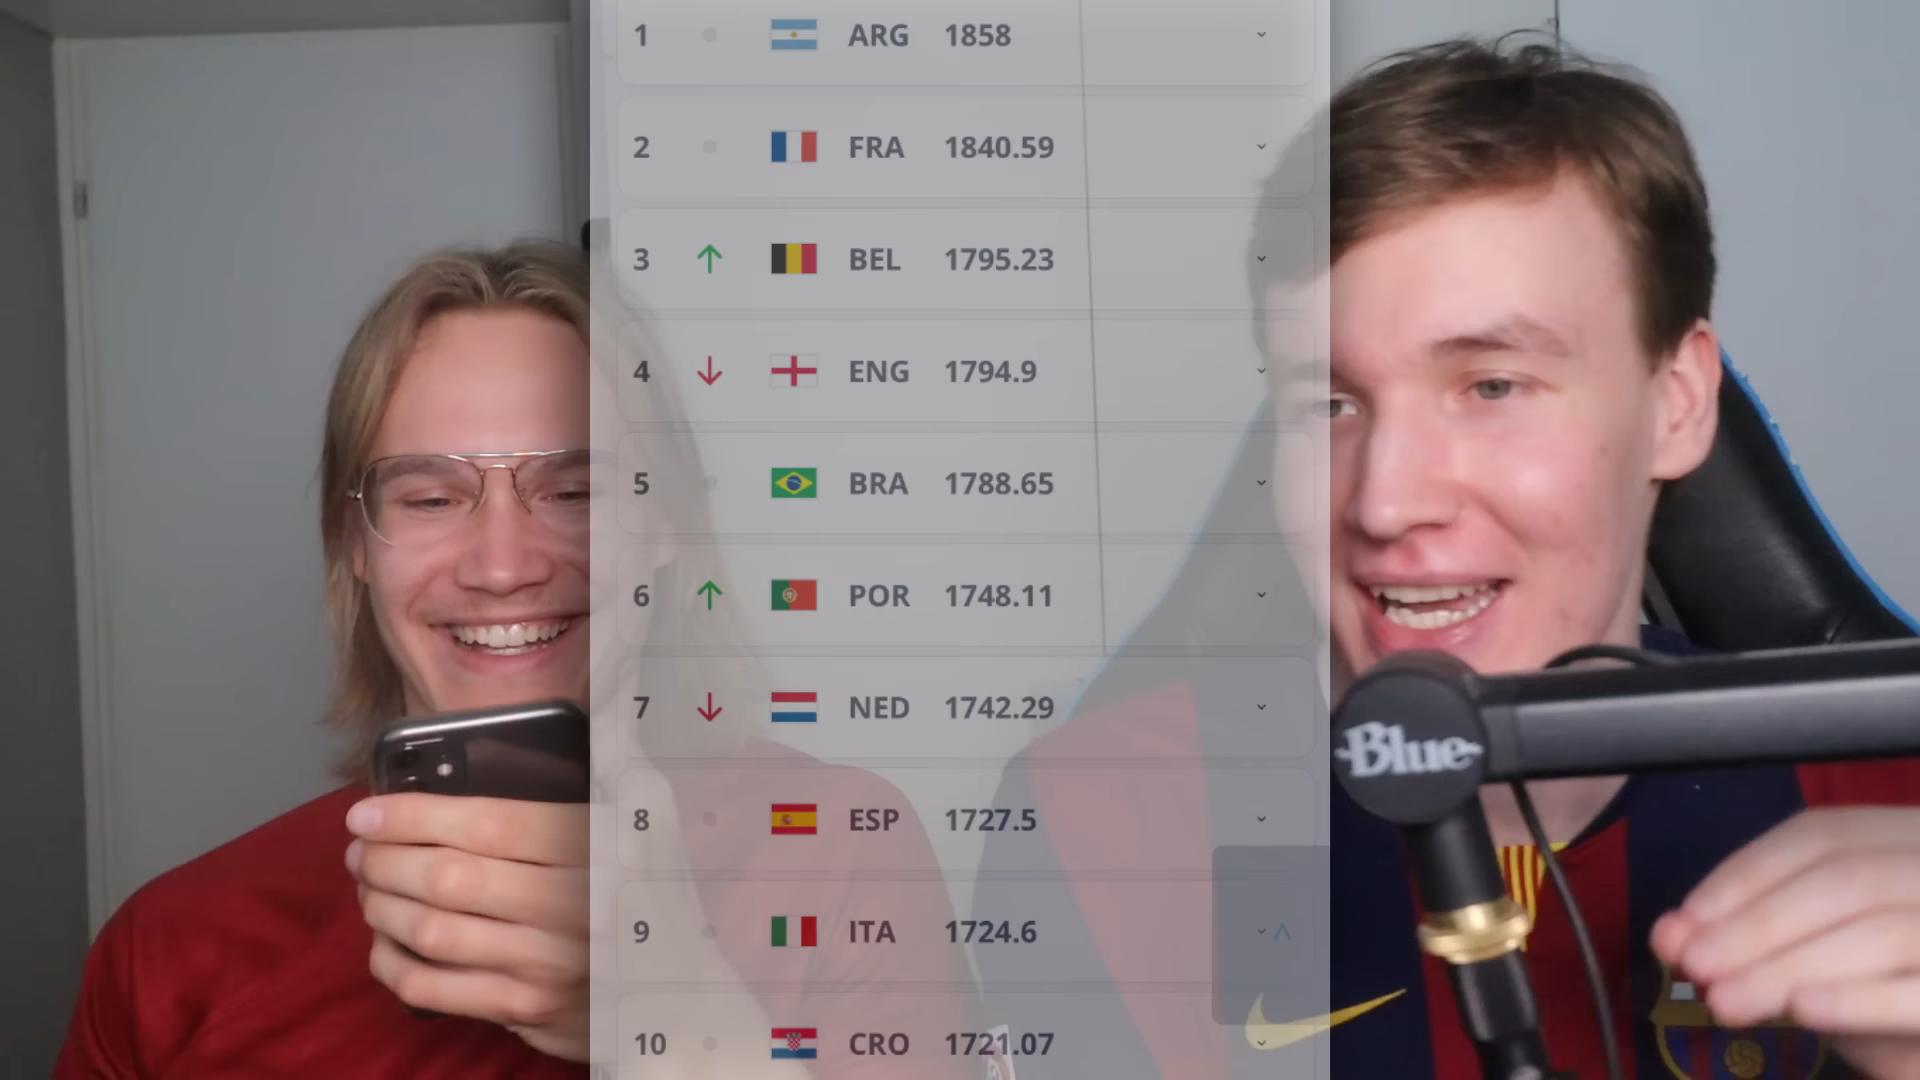 1 ARG 1858
2 FRA 1840.59
3 BEL 1795.23
4 ENG 1794.9
5 BRA 1788.65
6 POR 1748.11
7 NED 1742.29
8 ESP 1727.5
9 ITA 1724.6
10 CRO 1721.07
Blue